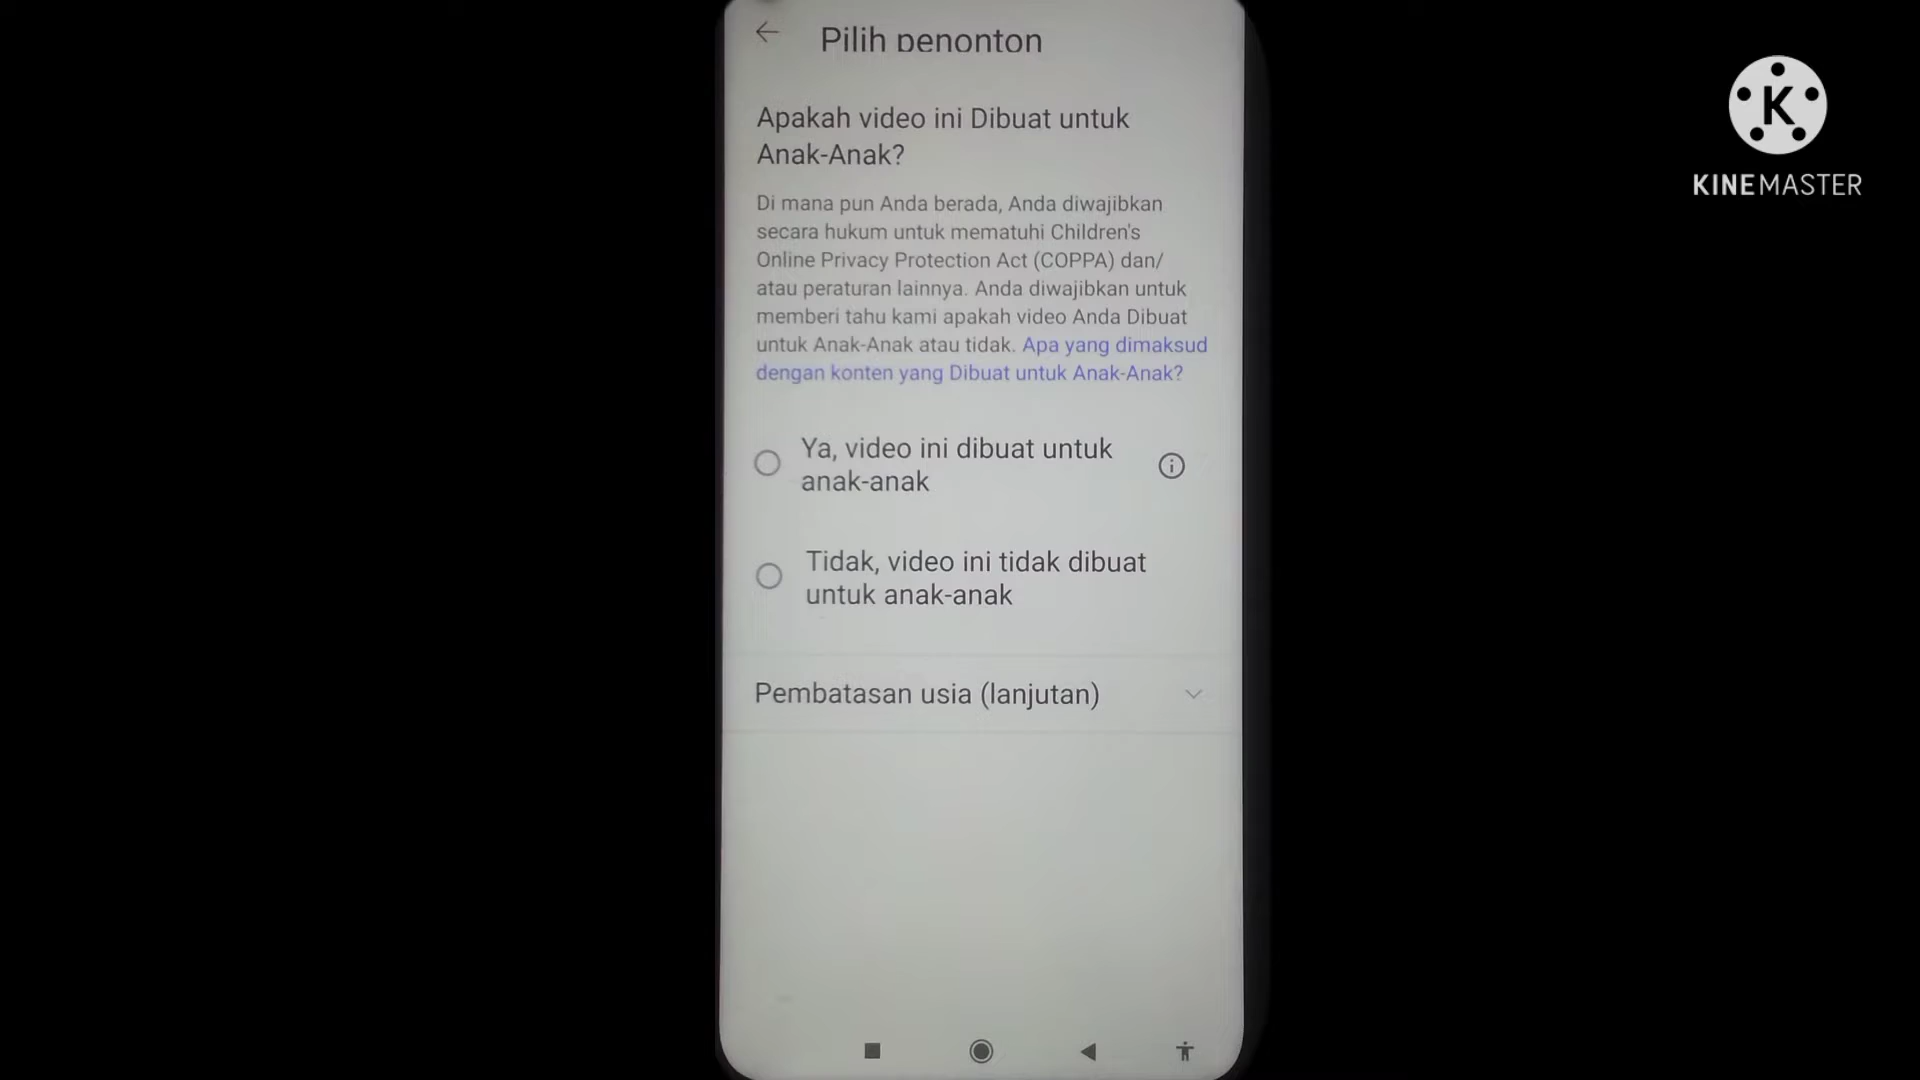 Pilih penonton
Apakah video ini Dibuat untuk
Anak-Anak?
Di mana pun Anda berada, Anda diwajibkan
secara hukum untuk mematuhi Children's
Online Privacy Protection Act (COPPA) dan/
atau peraturan lainnya. Anda diwajibkan untuk
memberi tahu kami apakah video Anda Dibuat
untuk Anak-Anak atau tidak. Apa yang dimaksud
dengan konten yang Dibuat untuk Anak-Anak?
Ya, video ini dibuat untuk
anak-anak
Tidak, video ini tidak dibuat
untuk anak-anak
Pembatasan usia (lanjutan)
K
KINEMASTER